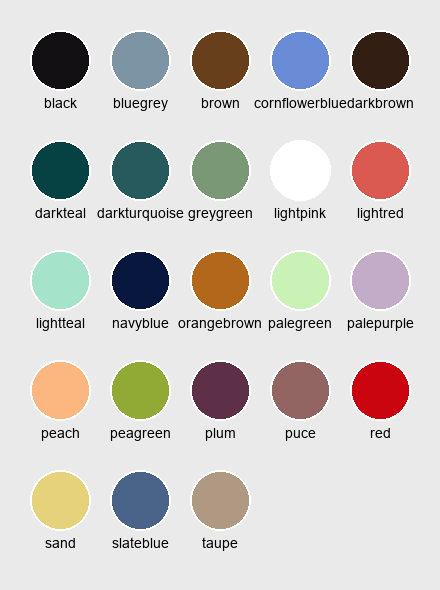 black bluegrey brown cornflowerblue darkbrown
darkteal darkturquoise greygreen lightpink lightred
lightteal navyblue orangebrown palegreen palepurple
peach peagreen plum puce red
sand slateblue taupe